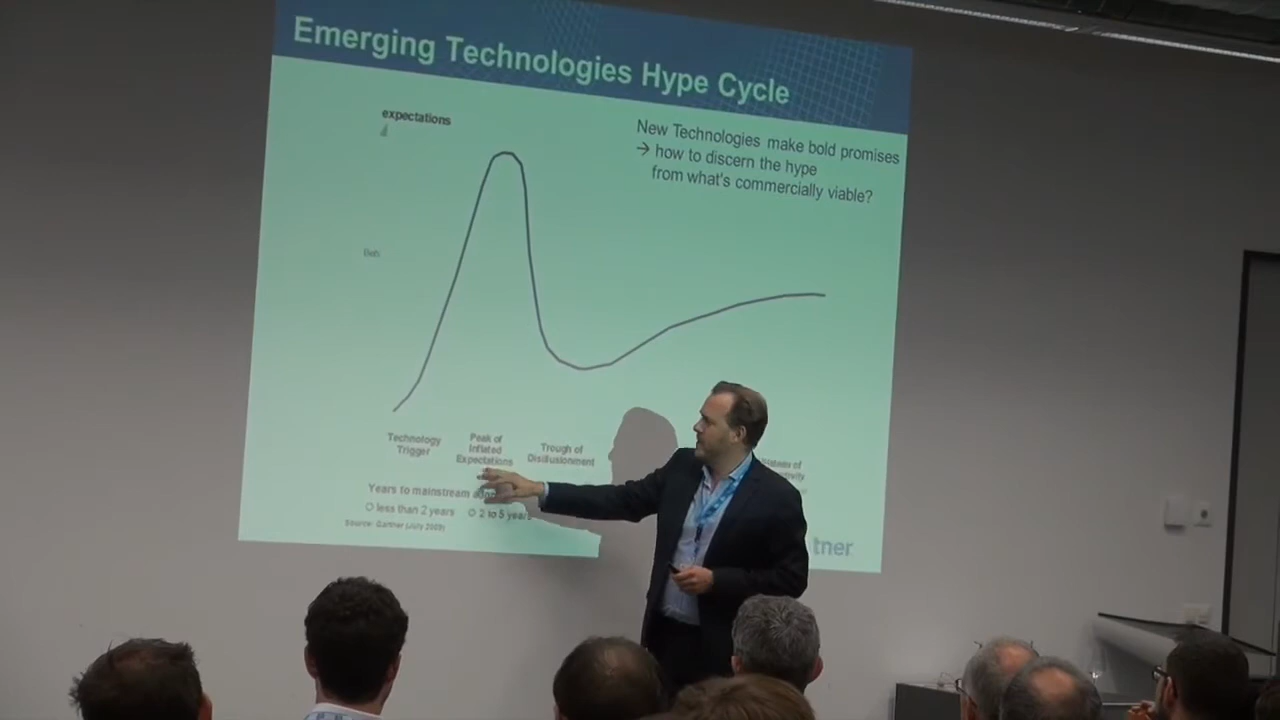 Emerging Technologies Hype Cycle
expectations
New Technologies make bold promises
→ how to discern the hype
from what's commercially viable?
Technology
Trigger
Peak of
Inflated
Expectations
Trough of
Disillusionment
of
Years to mainstream
less than 2 years
2 to 5 years
Source: Gartner (July 2009)
tner